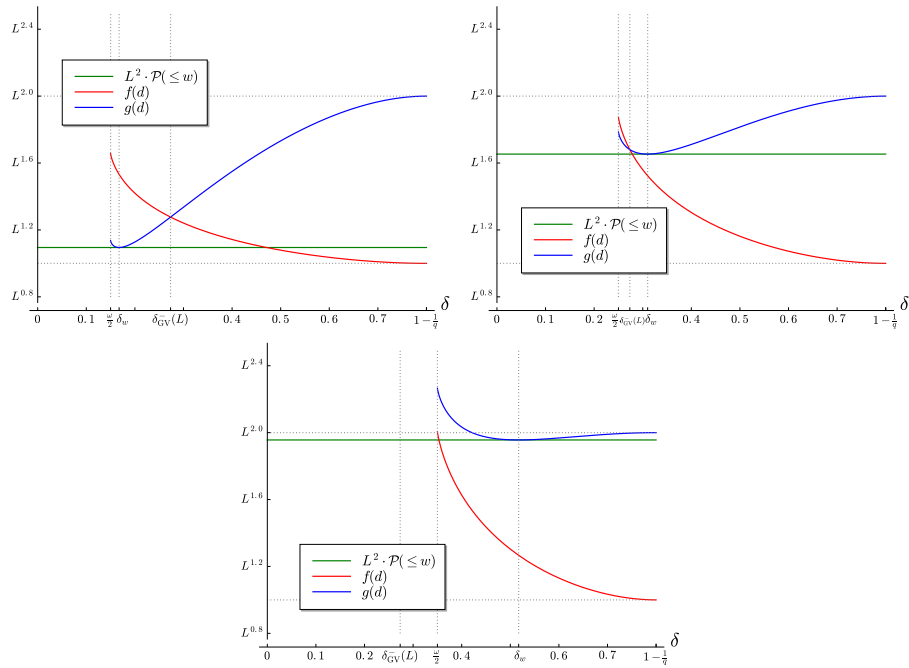 L^{2.4}
L^{2.0}
L^{1.6}
L^{1.2}
L^{0.8}
L^2 · 𝒫(≤ w)
f(d)
g(d)
0 0.1 ω/2 δ_w δ^−_GV(L) 0.4 0.5 0.6 0.7 1 − 1/q δ
L^{2.4}
L^{2.0}
L^{1.6}
L^{1.2}
L^{0.8}
L^2 · 𝒫(≤ w)
f(d)
g(d)
0 0.1 0.2 ω/2 δ^−_GV(L) δ_w 0.4 0.5 0.6 0.7 1 − 1/q δ
L^{2.4}
L^{2.0}
L^{1.6}
L^{1.2}
L^{0.8}
L^2 · 𝒫(≤ w)
f(d)
g(d)
0 0.1 0.2 δ^−_GV(L) ω/2 0.4 δ_w 0.6 0.7 1 − 1/q δ